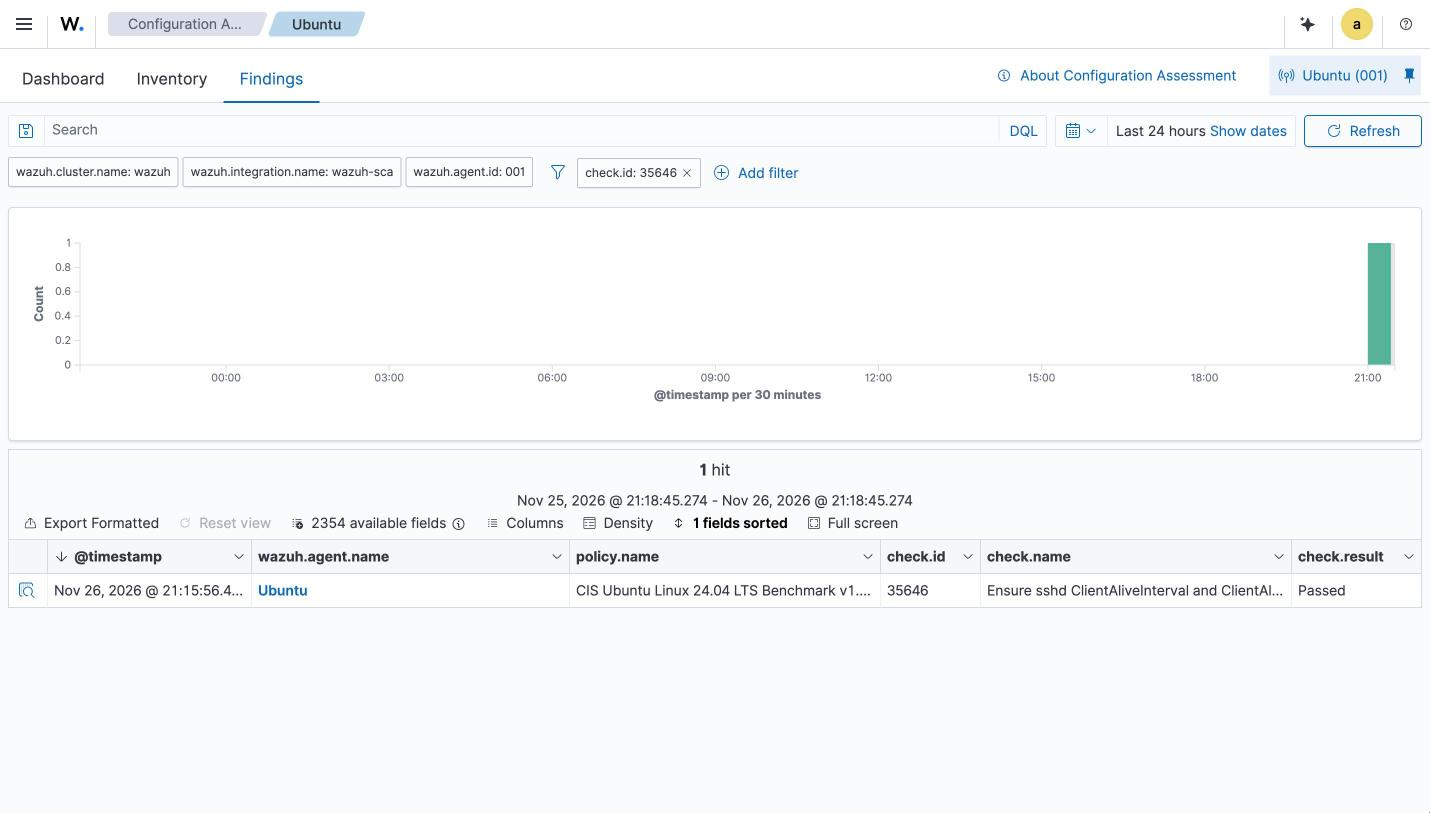 W. Configuration A... Ubuntu a
Dashboard Inventory Findings About Configuration Assessment Ubuntu (001)
Search DQL Last 24 hours Show dates Refresh
wazuh.cluster.name: wazuh wazuh.integration.name: wazuh-sca wazuh.agent.id: 001 check.id: 35646 Add filter
Count
1
0.8
0.6
0.4
0.2
0
00:00 03:00 06:00 09:00 12:00 15:00 18:00 21:00
@timestamp per 30 minutes
1 hit
Nov 25, 2026 @ 21:18:45.274 - Nov 26, 2026 @ 21:18:45.274
Export Formatted Reset view 2354 available fields Columns Density 1 fields sorted Full screen
@timestamp wazuh.agent.name policy.name check.id check.name check.result
Nov 26, 2026 @ 21:15:56.4... Ubuntu CIS Ubuntu Linux 24.04 LTS Benchmark v1.... 35646 Ensure sshd ClientAliveInterval and ClientAl... Passed